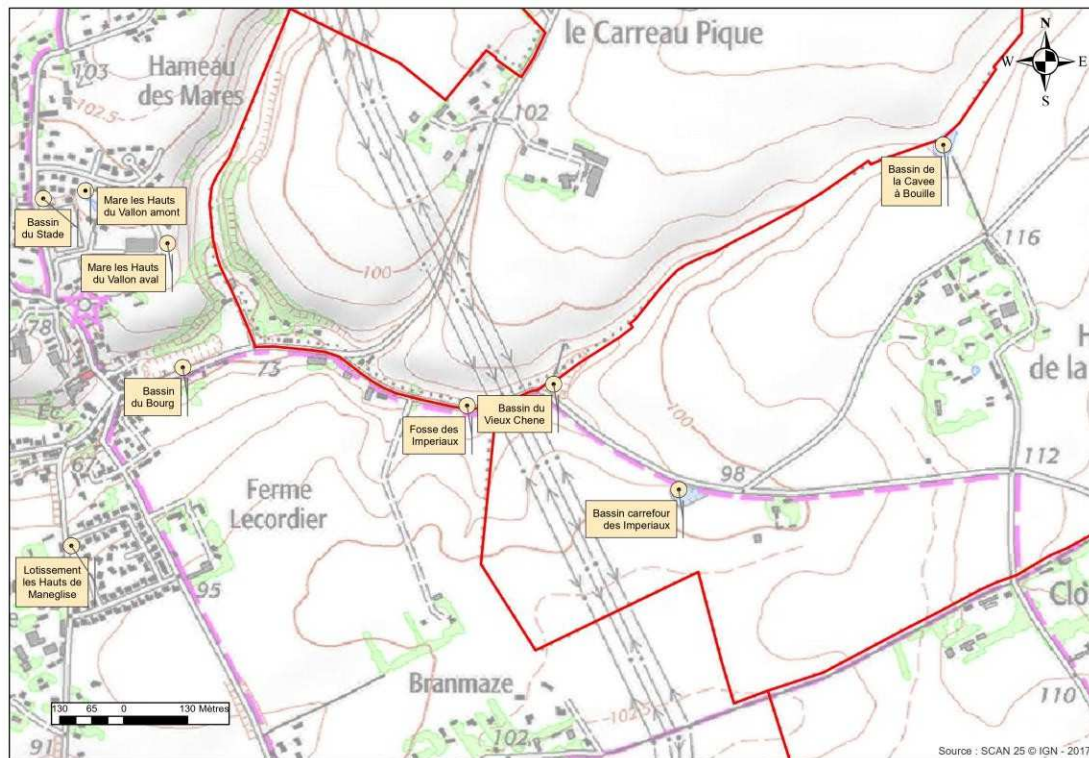 le Carreau Pique
N
W
E
S
103
Hameau
des Mares
102.5
102
Bassin de
la Cavee
à Bouille
Mare les Hauts
du Vallon amont
Bassin
du Stade
Mare les Hauts
du Vallon aval
116
100
78
73
H
de la
Bassin
du Bourg
Fosse des
Imperiaux
Bassin du
Vieux Chene
100
112
98
67
Ferme
Lecordier
Bassin carrefour
des Imperiaux
Lotissement
les Hauts de
Maneglise
e
95
Clo
Branmaze
110
102.5
102
130
65
0
130 Mètres
91
Source : SCAN 25 © IGN - 2017